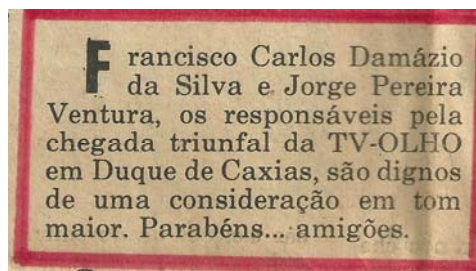 Francisco Carlos Damázio
da Silva e Jorge Pereira
Ventura, os responsáveis pela
chegada triunfal da TV-OLHO
em Duque de Caxias, são dignos
de uma consideração em tom
maior. Parabéns... amigões.